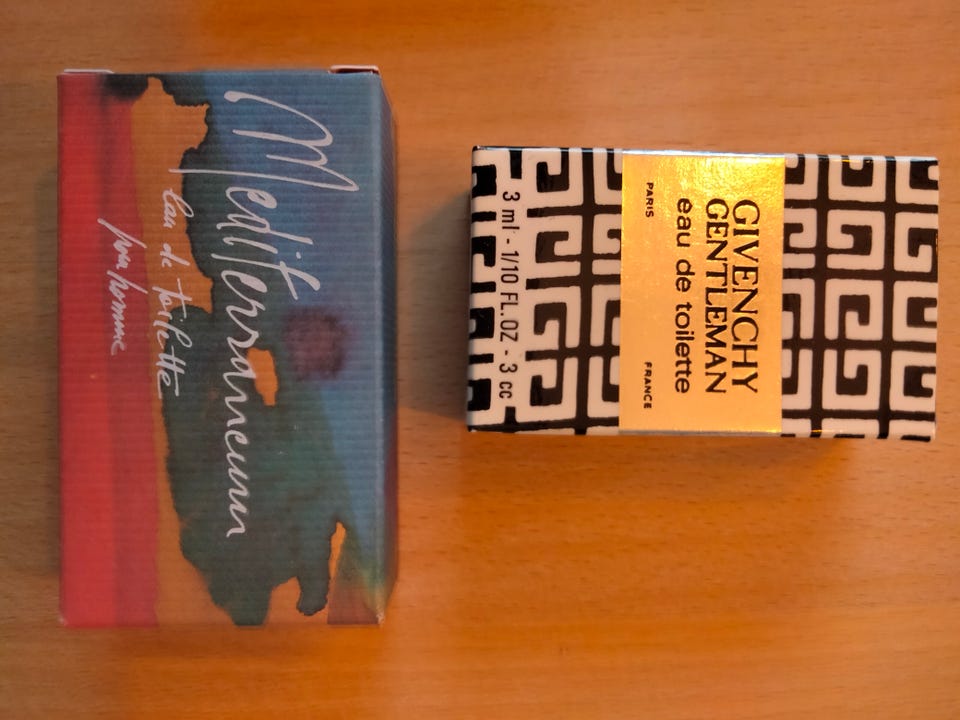 Mediterraneum
eau de toilette
pour homme
GIVENCHY
GENTLEMAN
eau de toilette
PARIS
FRANCE
3 ml - 1/10 FL.OZ - 3 cc